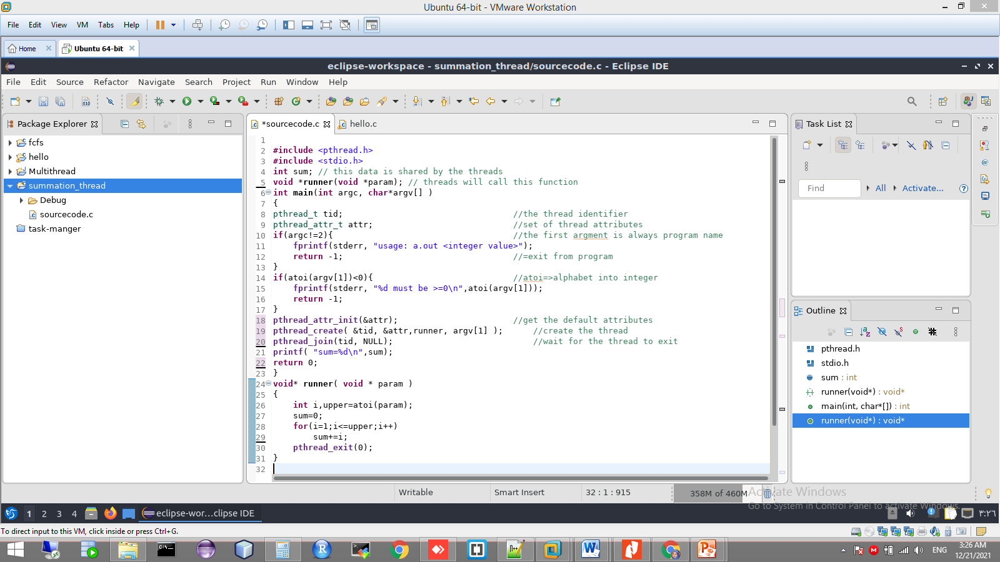 Ubuntu 64-bit - VMware Workstation
File Edit View VM Tabs Help
Home Ubuntu 64-bit
eclipse-workspace - summation_thread/sourcecode.c - Eclipse IDE
File Edit Source Refactor Navigate Search Project Run Window Help
Package Explorer
fcfs
hello
Multithread
summation_thread
Debug
sourcecode.c
task-manger
*sourcecode.c hello.c
1
2 #include <pthread.h>
3 #include <stdio.h>
4 int sum; // this data is shared by the threads
5 void *runner(void *param); // threads will call this function
6 int main(int argc, char*argv[] )
7 {
8 pthread_t tid; //the thread identifier
9 pthread_attr_t attr; //set of thread attributes
10 if(argc!=2){ //the first argment is always program name
11 fprintf(stderr, "usage: a.out <integer value>");
12 return -1; //=exit from program
13 }
14 if(atoi(argv[1])<0){ //atoi=>alphabet into integer
15 fprintf(stderr, "%d must be >=0\n",atoi(argv[1]));
16 return -1;
17 }
18 pthread_attr_init(&attr); //get the default attributes
19 pthread_create( &tid, &attr,runner, argv[1] ); //create the thread
20 pthread_join(tid, NULL); //wait for the thread to exit
21 printf( "sum=%d\n",sum);
22 return 0;
23 }
24 void* runner( void * param )
25 {
26 int i,upper=atoi(param);
27 sum=0;
28 for(i=1;i<=upper;i++)
29 sum+=i;
30 pthread_exit(0);
31 }
32
Task List
Find All Activate...
Outline
pthread.h
stdio.h
sum : int
runner(void*) : void*
main(int, char*[]) : int
runner(void*) : void*
Writable Smart Insert 32 : 1 : 915 358M of 460M
Activate Windows
Go to System in Control Panel to activate Windows.
1 2 3 4 eclipse-wor...clipse IDE ٣:٢٦
To direct input to this VM, click inside or press Ctrl+G.
ENG 3:26 AM
12/21/2021